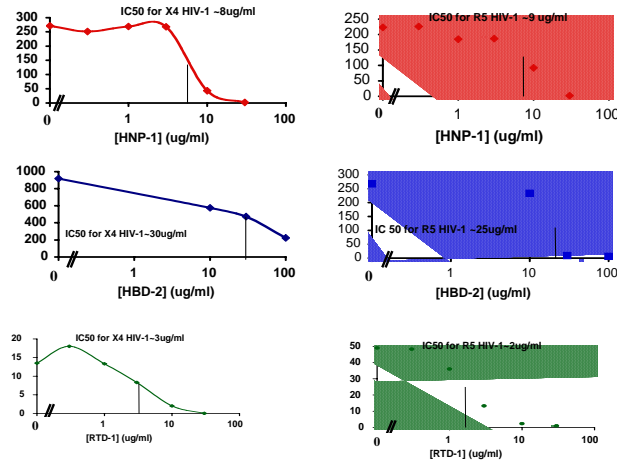 IC50 for X4 HIV-1 ~8ug/ml
300
250
200
150
100
50
0
0 1 10 100
[HNP-1] (ug/ml)
IC50 for R5 HIV-1 ~9 ug/ml
250
200
150
100
50
0
0 1 10 100
[HNP-1] (ug/ml)
1000
800
600
400
200
0
IC50 for X4 HIV-1~30ug/ml
0 1 10 100
[HBD-2] (ug/ml)
300
250
200
150
100
50
0
IC 50 for R5 HIV-1 ~25ug/ml
0 1 10 100
[HBD-2] (ug/ml)
IC50 for X4 HIV-1~3ug/ml
20
15
10
5
0
0 1 10 100
[RTD-1] (ug/ml)
IC50 for R5 HIV-1~2ug/ml
50
40
30
20
10
0
0 1 10 100
[RTD-1] (ug/ml)